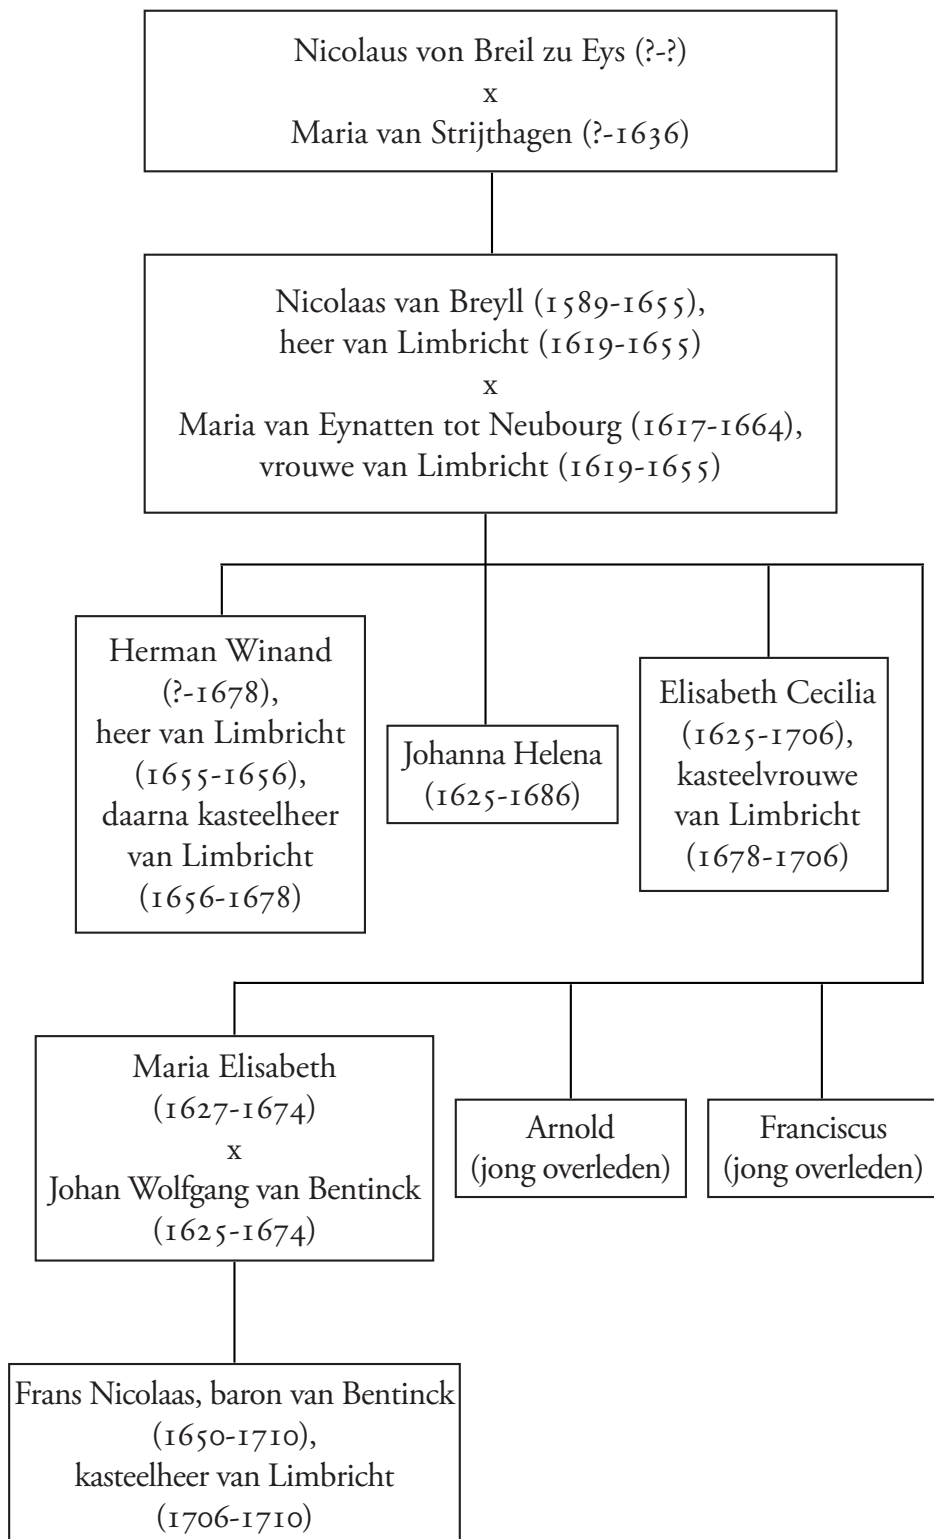 Nicolaus von Breil zu Eys (?-?)
x
Maria van Strijthagen (?-1636)
Nicolaas van Breyll (1589-1655),
heer van Limbricht (1619-1655)
x
Maria van Eynatten tot Neubourg (1617-1664),
vrouwe van Limbricht (1619-1655)
Herman Winand
(?-1678),
heer van Limbricht
(1655-1656),
daarna kasteelheer
van Limbricht
(1656-1678)
Johanna Helena
(1625-1686)
Elisabeth Cecilia
(1625-1706),
kasteelvrouwe
van Limbricht
(1678-1706)
Maria Elisabeth
(1627-1674)
x
Johan Wolfgang van Bentinck
(1625-1674)
Arnold
(jong overleden)
Franciscus
(jong overleden)
Frans Nicolaas, baron van Bentinck
(1650-1710),
kasteelheer van Limbricht
(1706-1710)